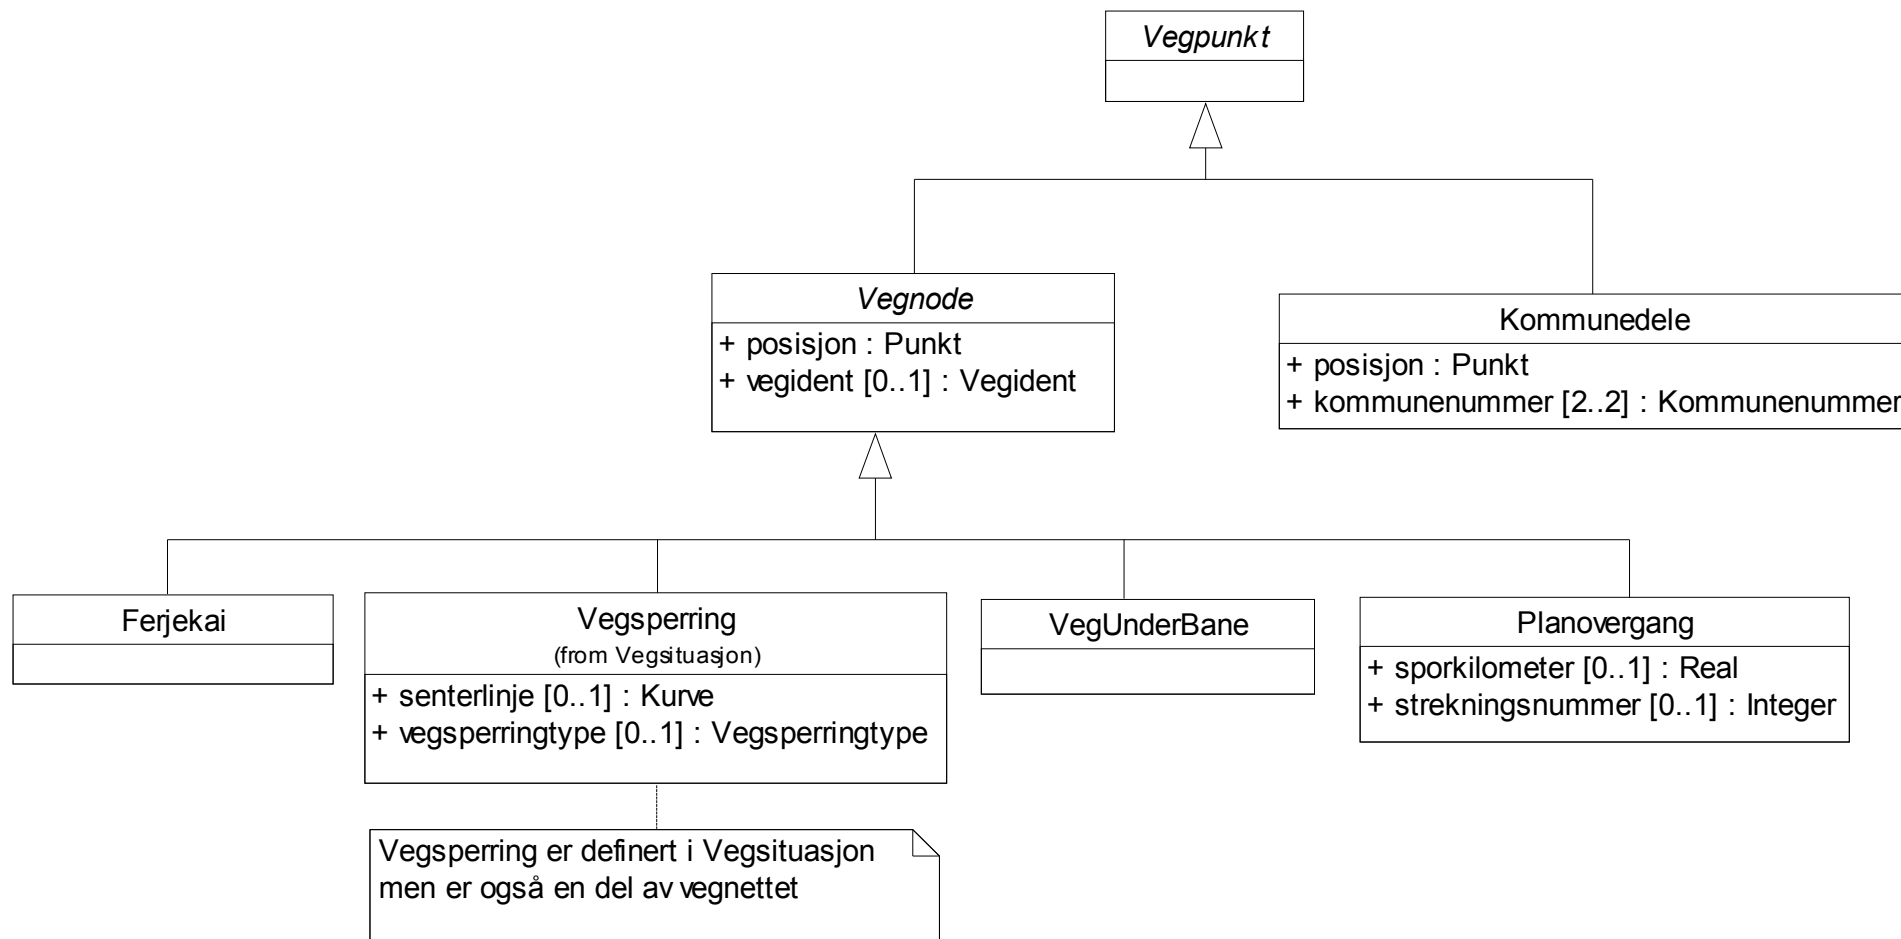 Vegpunkt
Vegnode
+ posisjon : Punkt
+ vegident [0..1] : Vegident
Kommunedele
+ posisjon : Punkt
+ kommunenummer [2..2] : Kommunenummer
Ferjekai
Vegsperring
(from Vegsituasjon)
+ senterlinje [0..1] : Kurve
+ vegsperringtype [0..1] : Vegsperringtype
VegUnderBane
Planovergang
+ sporkilometer [0..1] : Real
+ strekningsnummer [0..1] : Integer
Vegsperring er definert i Vegsituasjon
men er også en del av vegnettet